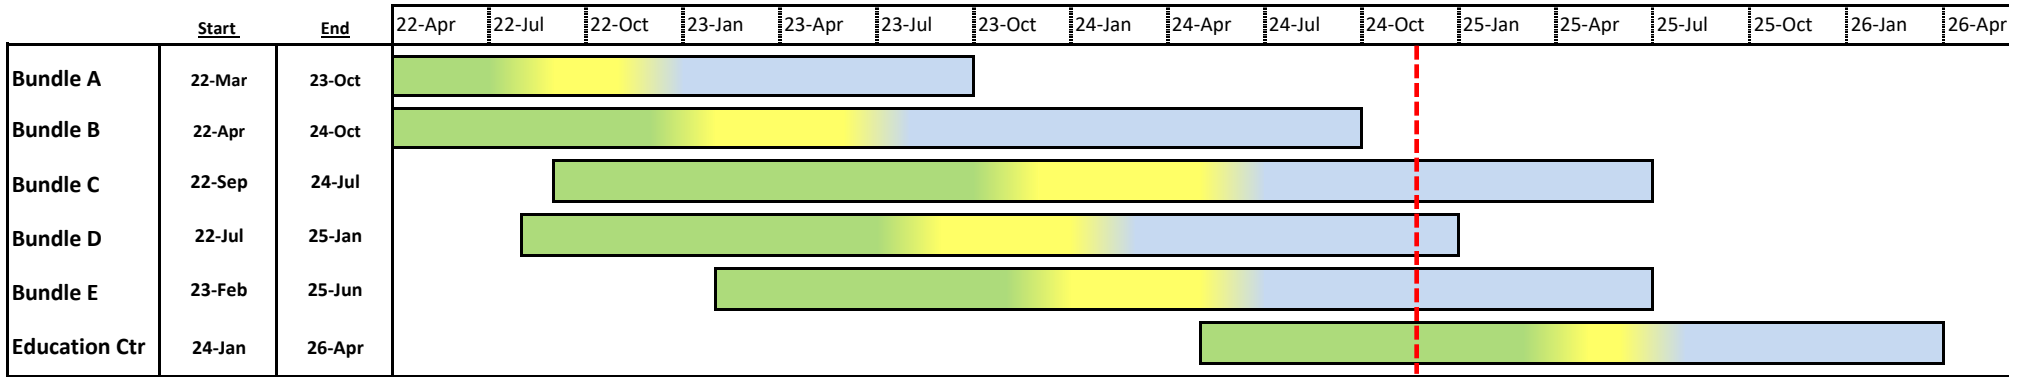 Start End 22-Apr 22-Jul 22-Oct 23-Jan 23-Apr 23-Jul 23-Oct 24-Jan 24-Apr 24-Jul 24-Oct 25-Jan 25-Apr 25-Jul 25-Oct 26-Jan 26-Apr
Bundle A 22-Mar 23-Oct
Bundle B 22-Apr 24-Oct
Bundle C 22-Sep 24-Jul
Bundle D 22-Jul 25-Jan
Bundle E 23-Feb 25-Jun
Education Ctr 24-Jan 26-Apr